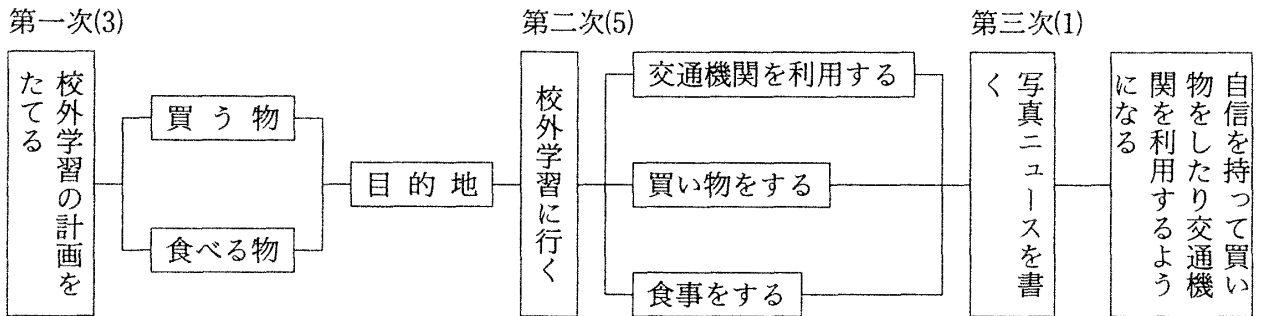 第一次(3)
校外学習の計画を
たてる
買う物
食べる物
目的地
第二次(5)
校外学習に行く
交通機関を利用する
買い物をする
食事をする
第三次(1)
写真ニュースを書
く
自信を持って買い
物をしたり交通機
関を利用するよう
になる